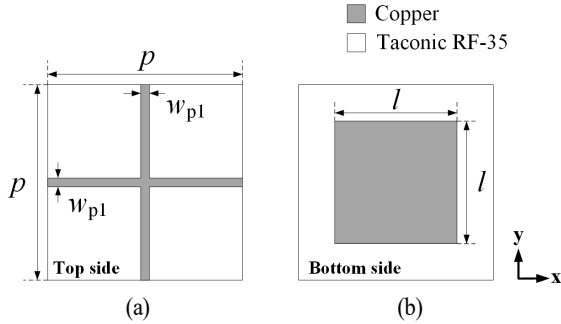 Copper
Taconic RF-35
p
w_p1
p
w_p1
Top side
(a)
l
l
Bottom side
(b)
y
x